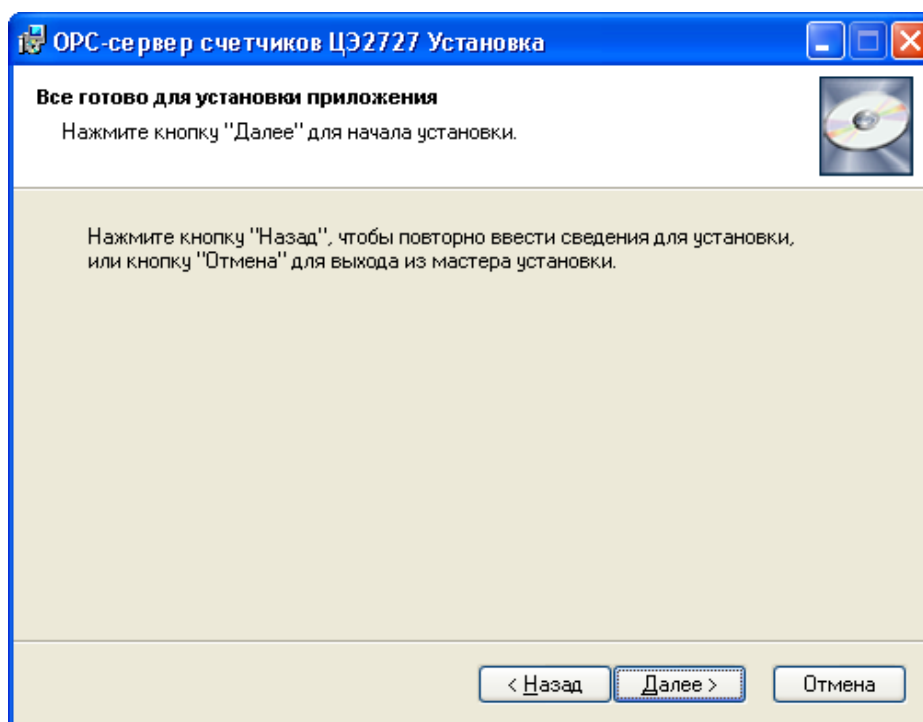 OPC-сервер счетчиков ЦЭ2727 Установка
Все готово для установки приложения
Нажмите кнопку "Далее" для начала установки.
Нажмите кнопку "Назад", чтобы повторно ввести сведения для установки,
или кнопку "Отмена" для выхода из мастера установки.
< Назад Далее > Отмена